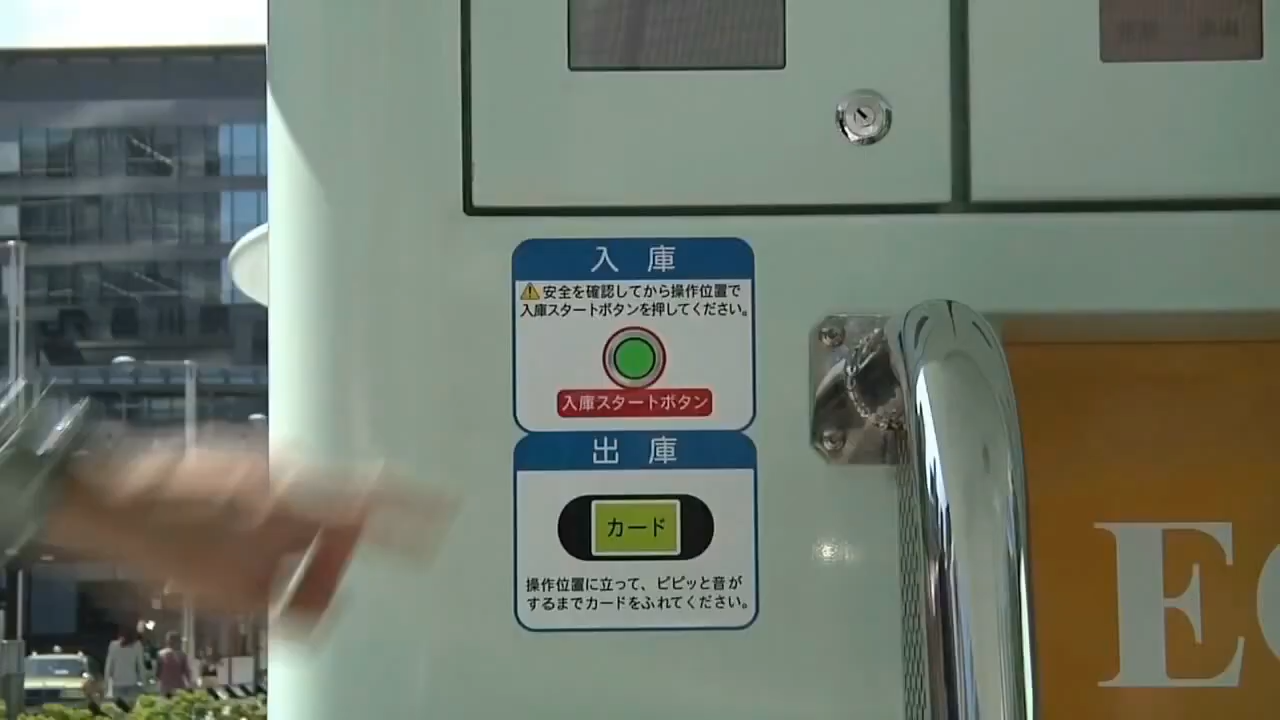 入庫
安全を確認してから操作位置で
入庫スタートボタンを押してください。
入庫スタートボタン
出庫
カード
操作位置に立って、ピピッと音が
するまでカードをふれてください。
E